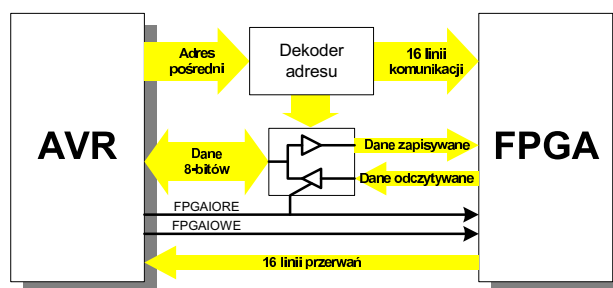 AVR
Adres
pośredni
Dekoder
adresu
16 linii
komunikacji
FPGA
Dane
8-bitów
Dane zapisywane
Dane odczytywane
FPGAIORE
FPGAIOWE
16 linii przerwań